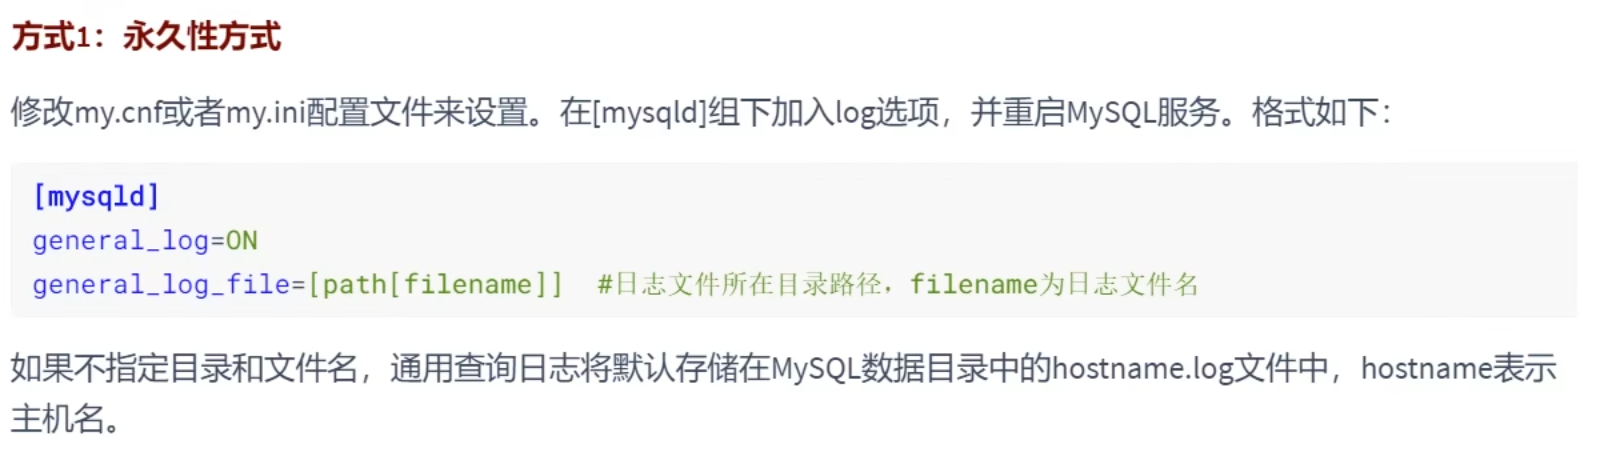 方式1：永久性方式
修改my.cnf或者my.ini配置文件来设置。在[mysqld]组下加入log选项，并重启MySQL服务。格式如下：
[mysqld]
general_log=ON
general_log_file=[path[filename]]  #日志文件所在目录路径，filename为日志文件名
如果不指定目录和文件名，通用查询日志将默认存储在MySQL数据目录中的hostname.log文件中，hostname表示
主机名。